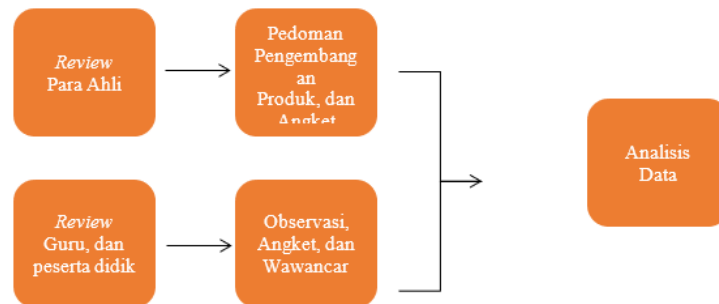 Review
Para Ahli
Pedoman
Pengembang
an
Produk, dan
Angket
Analisis
Data
Review
Guru, dan
peserta didik
Observasi,
Angket, dan
Wawancar